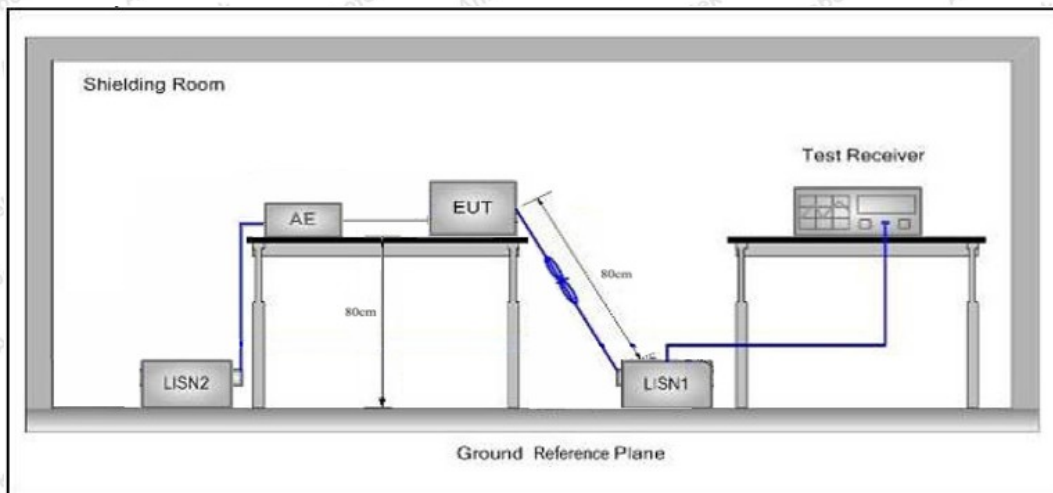 Shielding Room
Test Receiver
AE
EUT
80cm
80cm
LISN2
LISN1
Ground Reference Plane